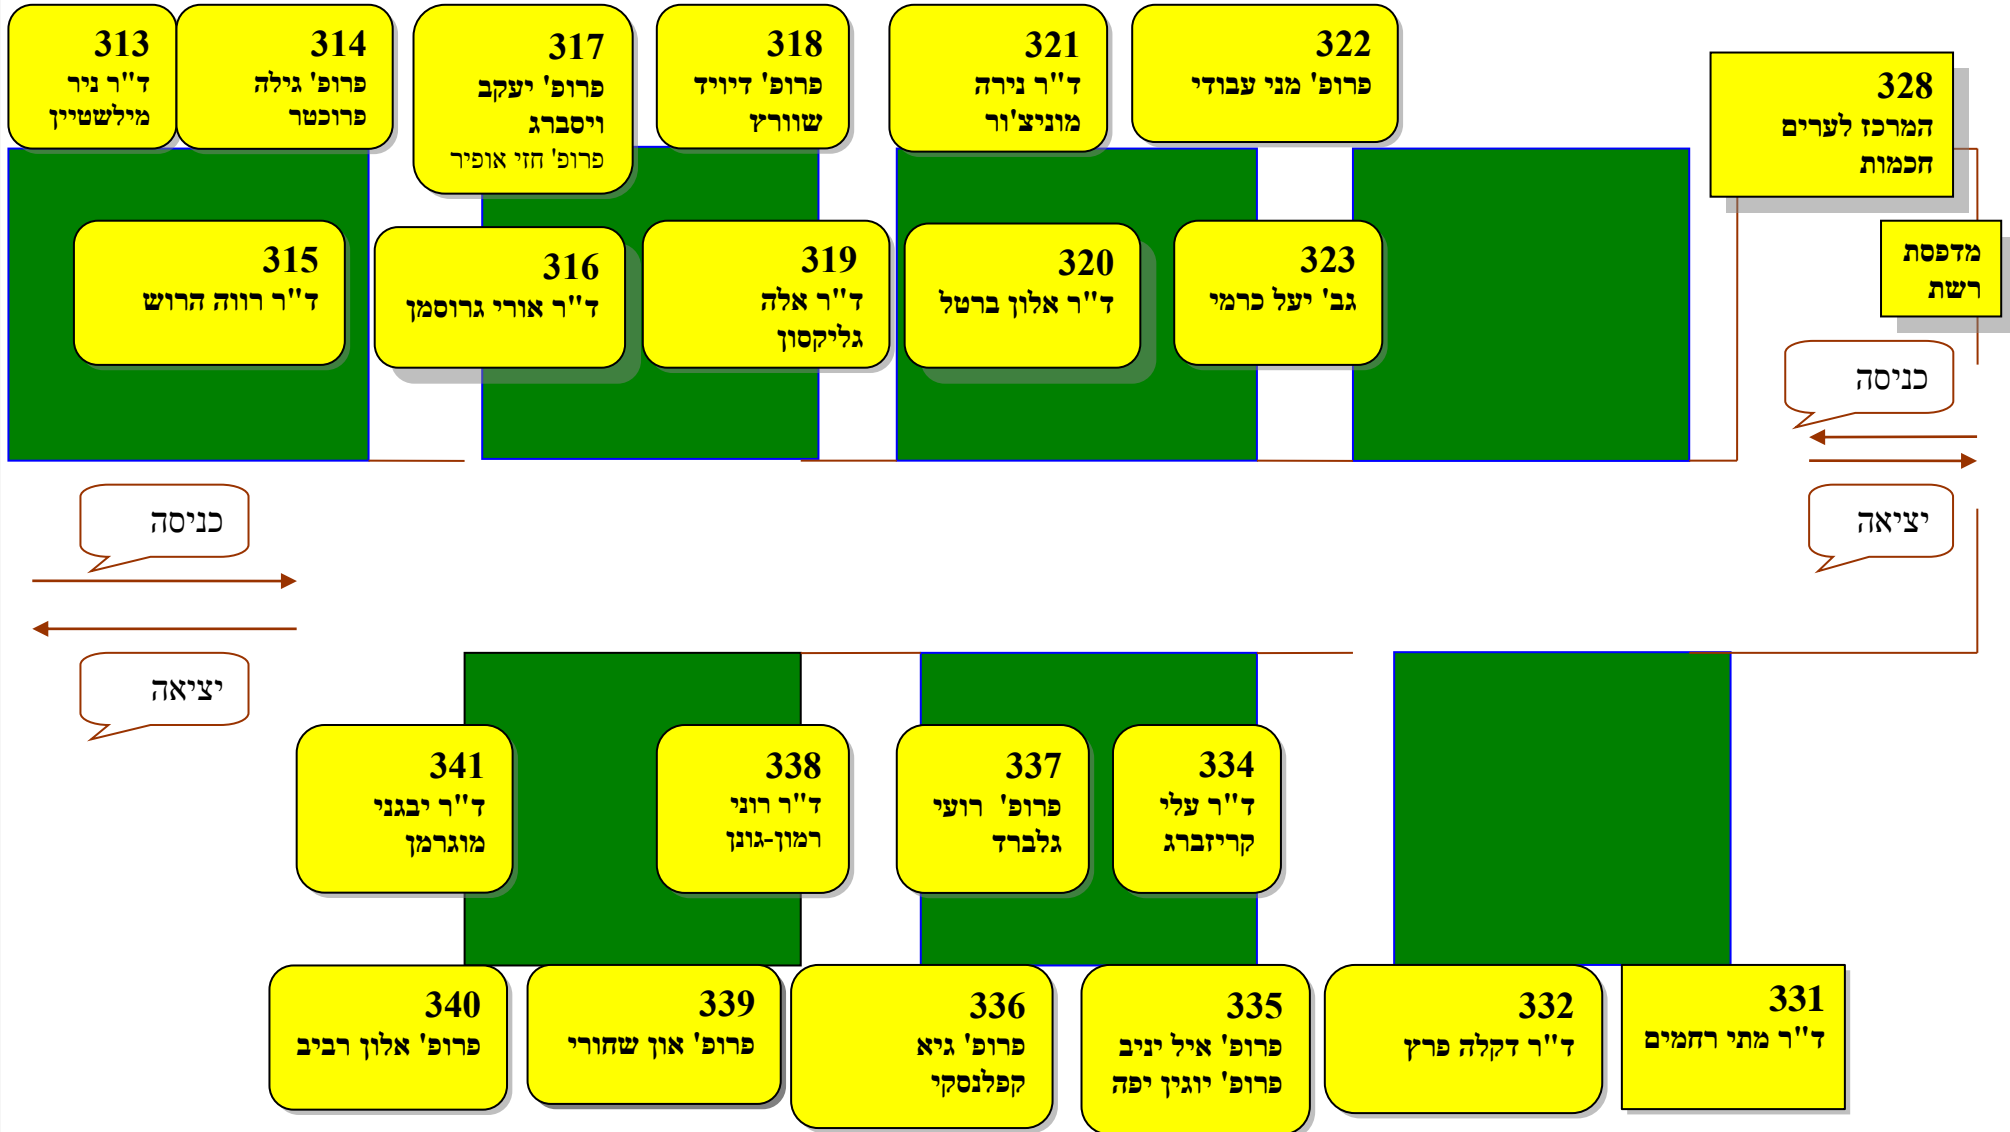 313
ד"ר ניר
מילשטיין
314
פרופ' גילה
פרוכטר
317
פרופ' יעקב
ויסברג
פרופ' חזי אופיר
318
פרופ' דיויד
שוורץ
321
ד"ר נירה
מוניצ'ור
322
פרופ' מני עבודי
328
המרכז לערים
חכמות
315
ד"ר רווה הרוש
316
ד"ר אורי גרוסמן
319
ד"ר אלה
גליקסון
320
ד"ר אלון ברטל
323
גב' יעל כרמי
מדפסת
רשת
כניסה
יציאה
כניסה
יציאה
341
ד"ר יבגני
מוגרמן
338
ד"ר רוני
רמון-גונן
337
פרופ' רועי
גלברד
334
ד"ר עלי
קריזברג
340
פרופ' אלון רביב
339
פרופ' און שחורי
336
פרופ' גיא
קפלנסקי
335
פרופ' איל יניב
פרופ' יוגין יפה
332
ד"ר דקלה פרץ
331
ד"ר מתי רחמים